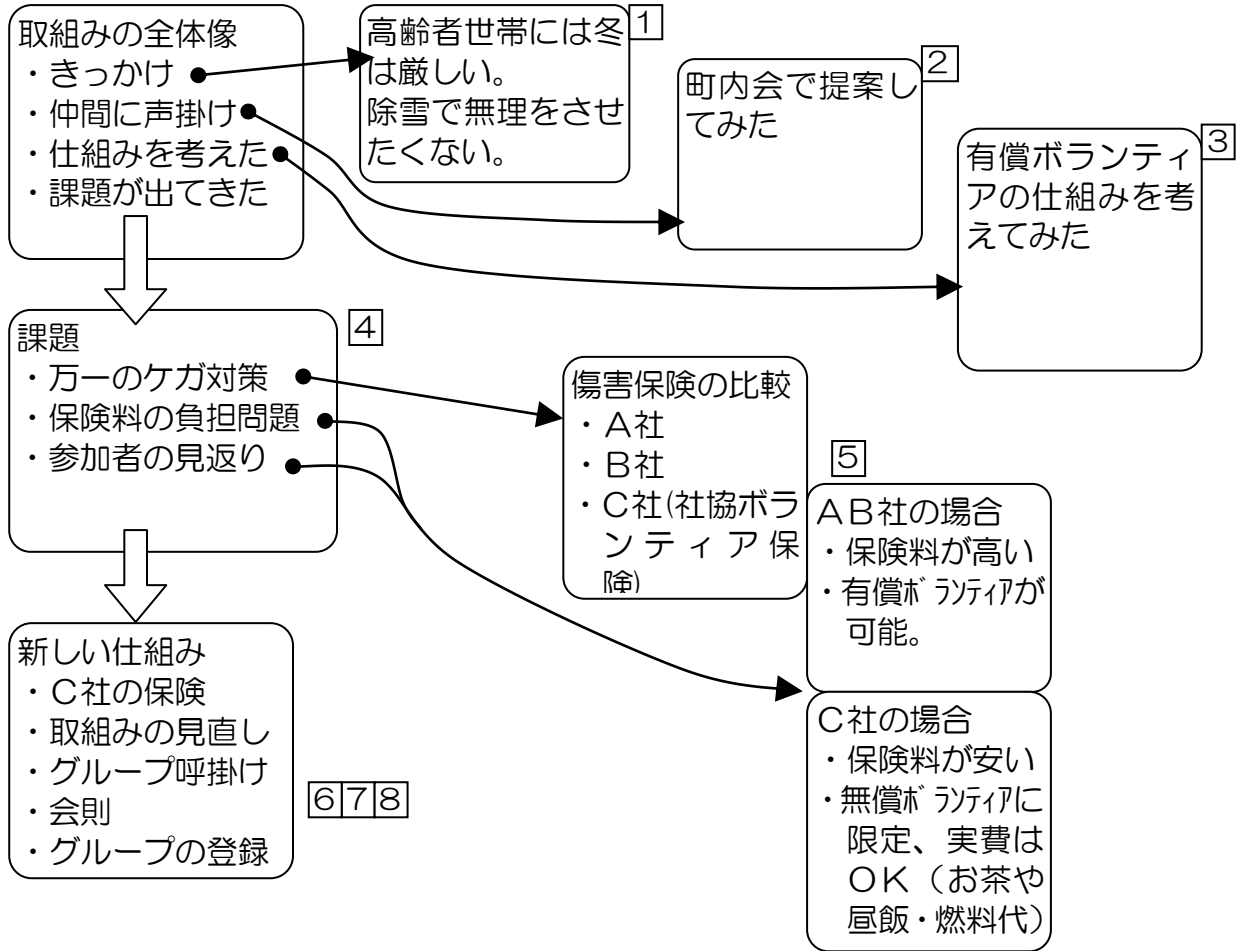 取組みの全体像
・きっかけ
・仲間に声掛け
・仕組みを考えた
・課題が出てきた
高齢者世帯には冬
は厳しい。
除雪で無理をさせ
たくない。
1
町内会で提案し
てみた
2
有償ボランティ
アの仕組みを考
えてみた
3
課題
・万一のケガ対策
・保険料の負担問題
・参加者の見返り
4
傷害保険の比較
・A社
・B社
・C社(社協ボラ
ンティア保
険)
5
AB社の場合
・保険料が高い
・有償ボランティアが
可能。
C社の場合
・保険料が安い
・無償ボランティアに
限定、実費は
OK(お茶や
昼飯・燃料代)
新しい仕組み
・C社の保険
・取組みの見直し
・グループ呼掛け
・会則
・グループの登録
6 7 8